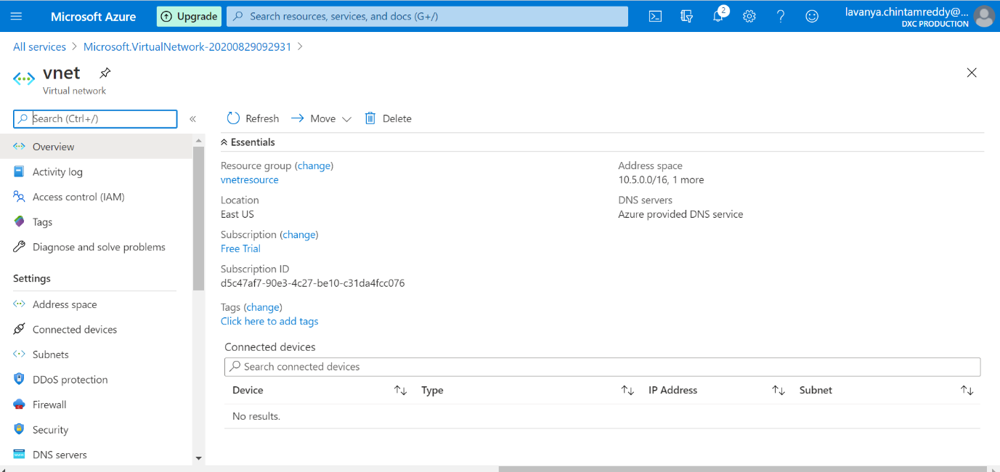 Microsoft Azure
Upgrade
Search resources, services, and docs (G+/)
2
lavanya.chintamreddy@...
DXC PRODUCTION
All services > Microsoft.VirtualNetwork-20200829092931 >
vnet
Virtual network
Search (Ctrl+/)
«
Refresh
Move
Delete
Overview
Activity log
Access control (IAM)
Tags
Diagnose and solve problems
Settings
Address space
Connected devices
Subnets
DDoS protection
Firewall
Security
DNS servers
Essentials
Resource group (change)
vnetresource
Location
East US
Subscription (change)
Free Trial
Subscription ID
d5c47af7-90e3-4c27-be10-c31da4fcc076
Tags (change)
Click here to add tags
Address space
10.5.0.0/16, 1 more
DNS servers
Azure provided DNS service
Connected devices
Search connected devices
Device Type IP Address Subnet
No results.